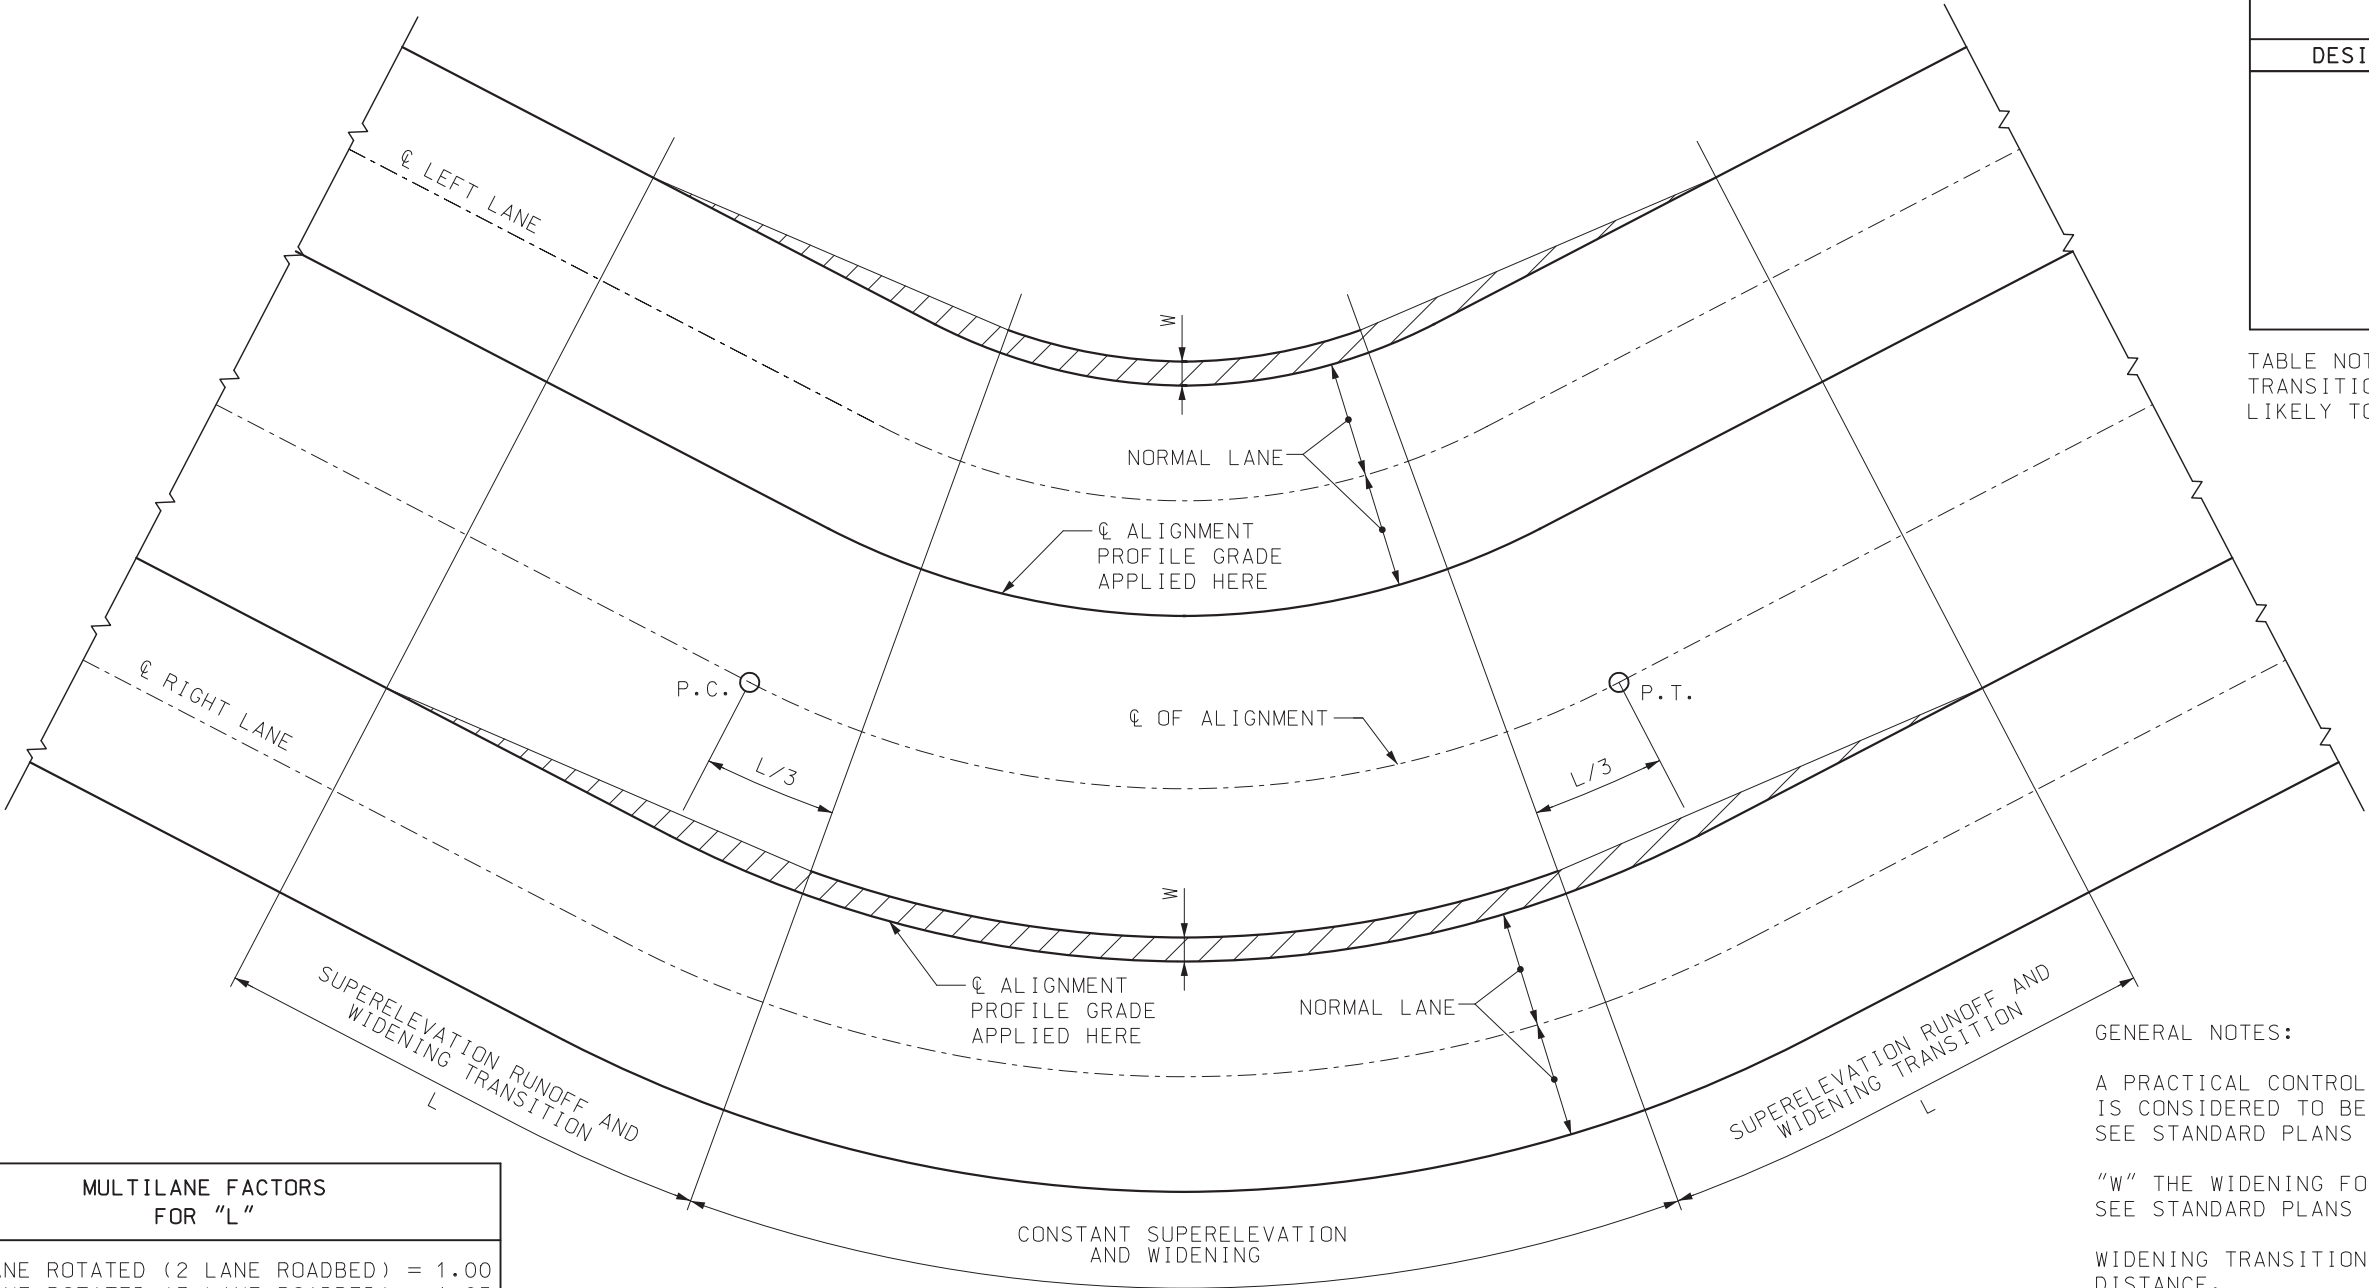 DESI
TABLE NOT
TRANSITIO
LIKELY TO
℄ LEFT LANE
W
NORMAL LANE
℄ ALIGNMENT
PROFILE GRADE
APPLIED HERE
℄ RIGHT LANE
P.C.
P.T.
℄ OF ALIGNMENT
L/3
L/3
W
℄ ALIGNMENT
PROFILE GRADE
APPLIED HERE
NORMAL LANE
SUPERELEVATION RUNOFF AND
WIDENING TRANSITION
L
SUPERELEVATION RUNOFF AND
WIDENING TRANSITION
L
CONSTANT SUPERELEVATION
AND WIDENING
MULTILANE FACTORS
FOR "L"
ANE ROTATED (2 LANE ROADBED) = 1.00
GENERAL NOTES:
A PRACTICAL CONTROL
IS CONSIDERED TO BE
SEE STANDARD PLANS
"W" THE WIDENING FO
SEE STANDARD PLANS
WIDENING TRANSITION
DISTANCE.